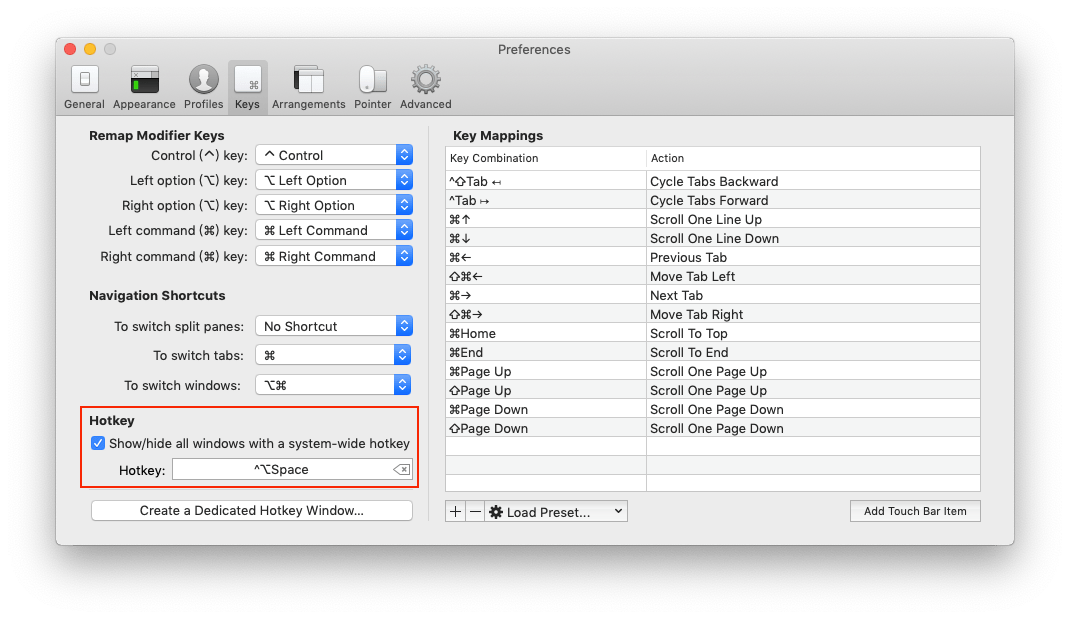 Preferences
General Appearance Profiles Keys Arrangements Pointer Advanced
Remap Modifier Keys
Control (^) key: ^ Control
Left option (⌥) key: ⌥ Left Option
Right option (⌥) key: ⌥ Right Option
Left command (⌘) key: ⌘ Left Command
Right command (⌘) key: ⌘ Right Command
Navigation Shortcuts
To switch split panes: No Shortcut
To switch tabs: ⌘
To switch windows: ⌥⌘
Hotkey
Show/hide all windows with a system-wide hotkey
Hotkey: ^⌥Space
Create a Dedicated Hotkey Window...
Key Mappings
Key Combination Action
^⇧Tab ↤ Cycle Tabs Backward
^Tab ↦ Cycle Tabs Forward
⌘↑ Scroll One Line Up
⌘↓ Scroll One Line Down
⌘← Previous Tab
⇧⌘← Move Tab Left
⌘→ Next Tab
⇧⌘→ Move Tab Right
⌘Home Scroll To Top
⌘End Scroll To End
⌘Page Up Scroll One Page Up
⇧Page Up Scroll One Page Up
⌘Page Down Scroll One Page Down
⇧Page Down Scroll One Page Down
+ − Load Preset... Add Touch Bar Item